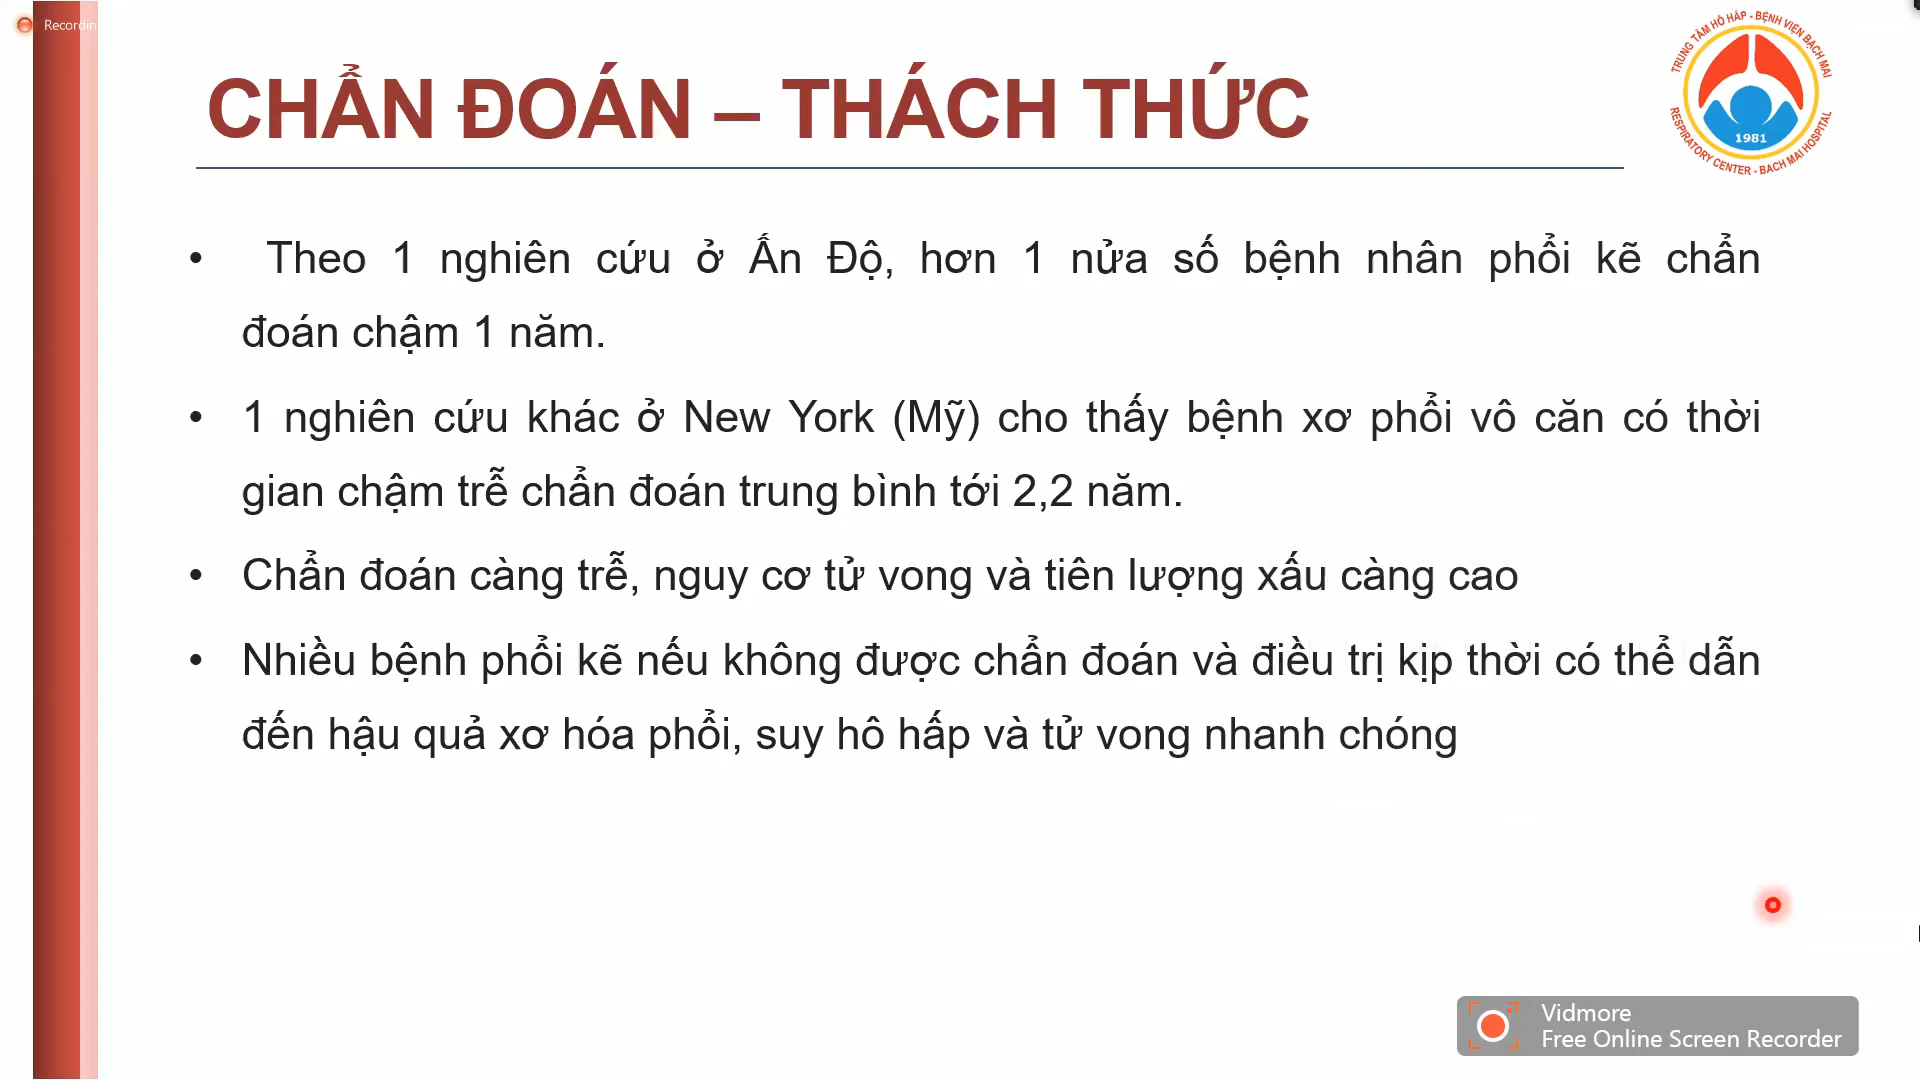 Recordin
CHẨN ĐOÁN – THÁCH THỨC
TRUNG TÂM HÔ HẤP - BỆNH VIỆN BẠCH MAI
1981
RESPIRATORY CENTER - BACH MAI HOSPITAL
• Theo 1 nghiên cứu ở Ấn Độ, hơn 1 nửa số bệnh nhân phổi kẽ chẩn
đoán chậm 1 năm.
• 1 nghiên cứu khác ở New York (Mỹ) cho thấy bệnh xơ phổi vô căn có thời
gian chậm trễ chẩn đoán trung bình tới 2,2 năm.
• Chẩn đoán càng trễ, nguy cơ tử vong và tiên lượng xấu càng cao
• Nhiều bệnh phổi kẽ nếu không được chẩn đoán và điều trị kịp thời có thể dẫn
đến hậu quả xơ hóa phổi, suy hô hấp và tử vong nhanh chóng
Vidmore
Free Online Screen Recorder